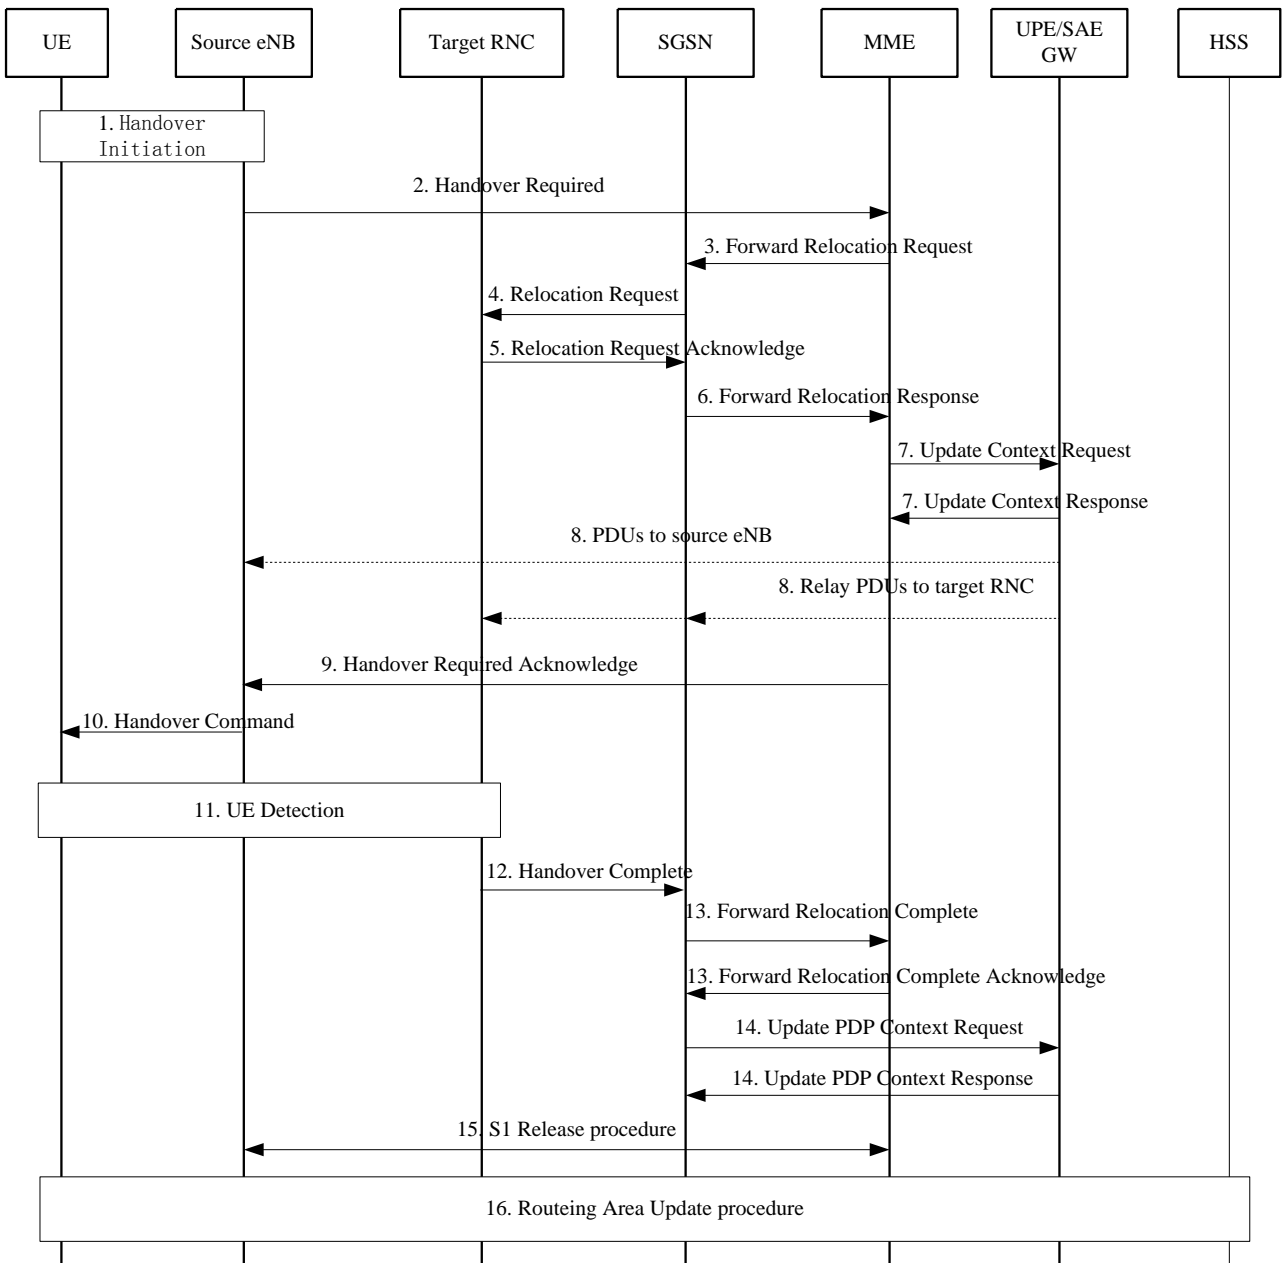 UE
Source eNB
Target RNC
SGSN
MME
UPE/SAE
GW
HSS
1. Handover
Initiation
2. Handover Required
3. Forward Relocation Request
4. Relocation Request
5. Relocation Request Acknowledge
6. Forward Relocation Response
7. Update Context Request
7. Update Context Response
8. PDUs to source eNB
8. Relay PDUs to target RNC
9. Handover Required Acknowledge
10. Handover Command
11. UE Detection
12. Handover Complete
13. Forward Relocation Complete
13. Forward Relocation Complete Acknowledge
14. Update PDP Context Request
14. Update PDP Context Response
15. S1 Release procedure
16. Routeing Area Update procedure